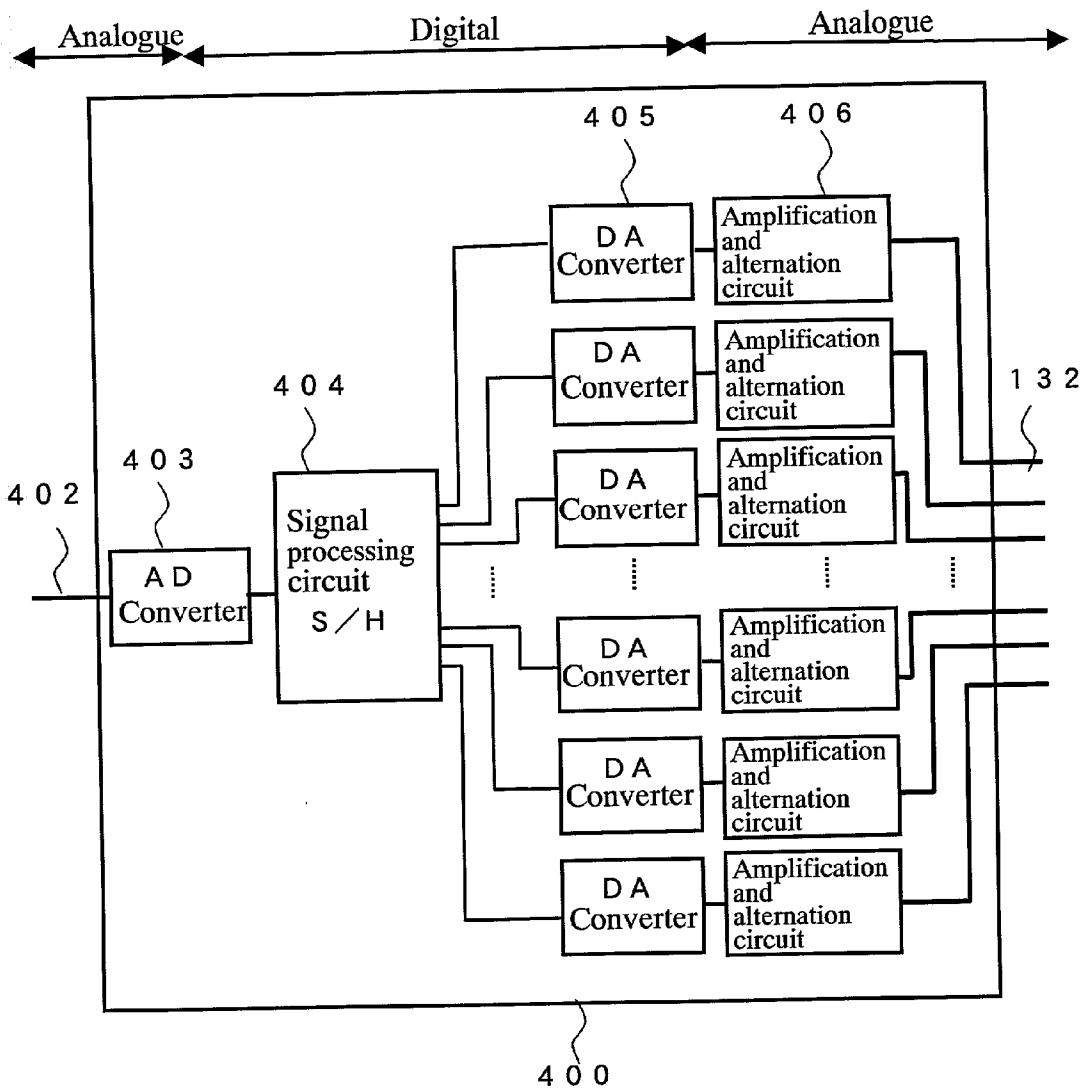 Analogue Digital Analogue
405 406
DA
Converter
Amplification
and
alternation
circuit
DA
Converter
Amplification
and
alternation
circuit
404
132
403
DA
Converter
Amplification
and
alternation
circuit
402
Signal
processing
circuit
S/H
AD
Converter
DA
Converter
Amplification
and
alternation
circuit
DA
Converter
Amplification
and
alternation
circuit
DA
Converter
Amplification
and
alternation
circuit
400